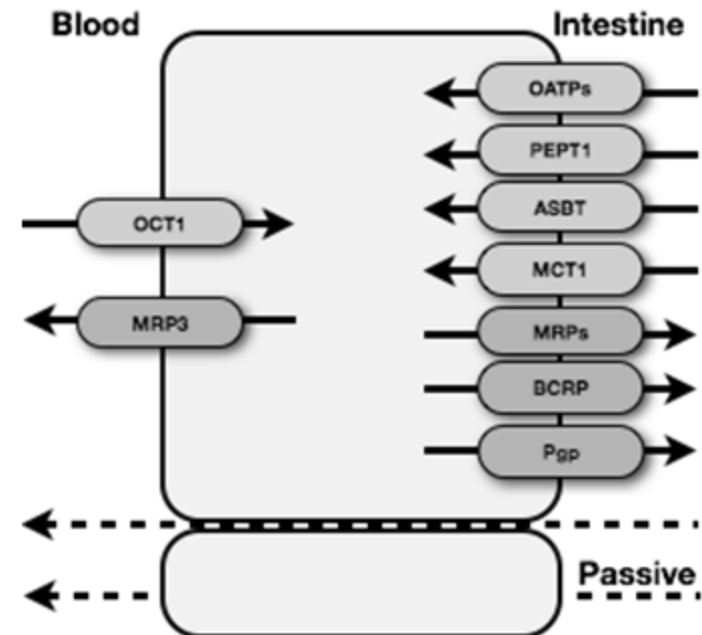 Blood
Intestine
OATPs
PEPT1
ASBT
OCT1
MCT1
MRP3
MRPs
BCRP
Pgp
Passive